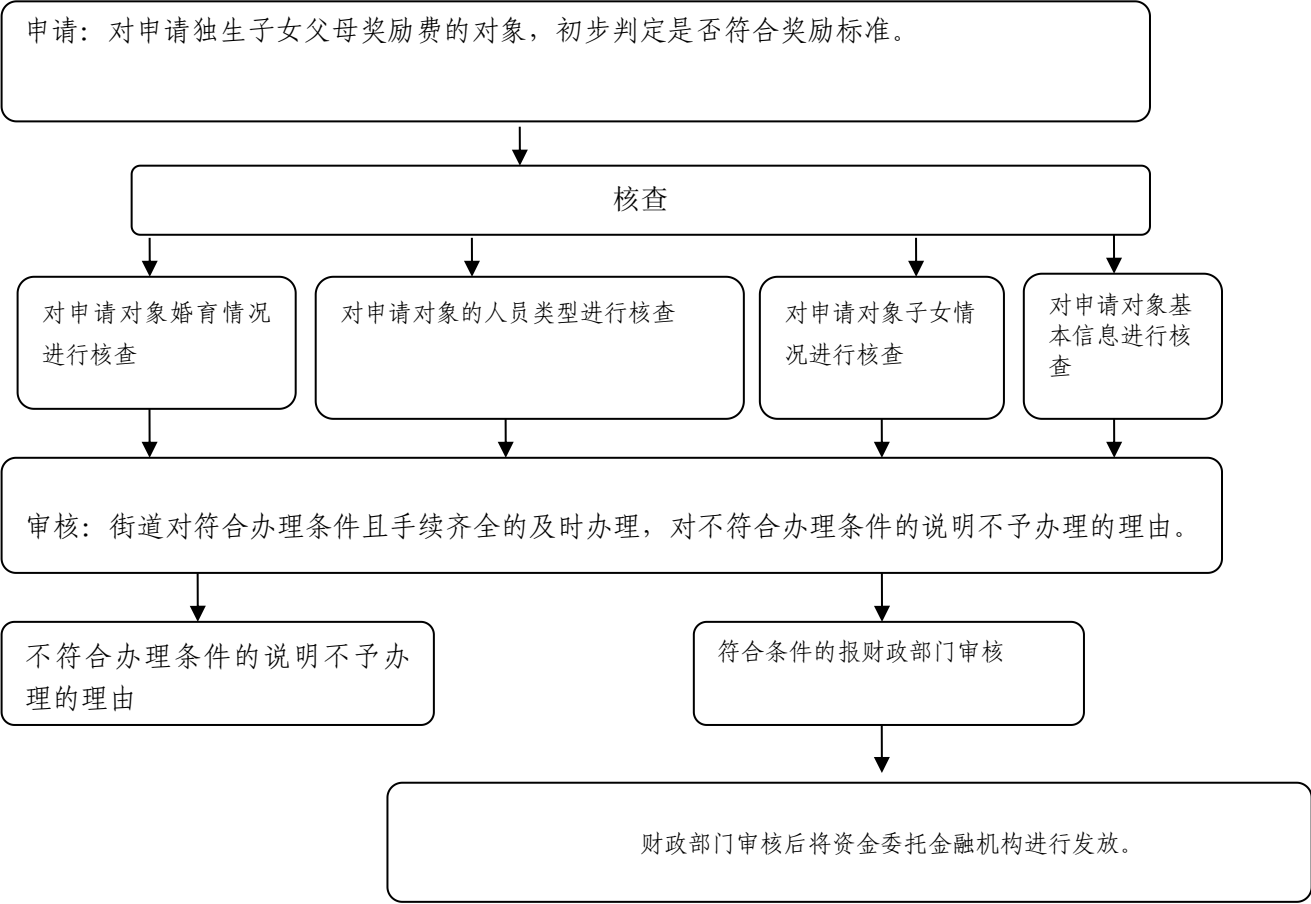 申请：对申请独生子女父母奖励费的对象，初步判定是否符合奖励标准。
核查
对申请对象婚育情况
进行核查
对申请对象的人员类型进行核查
对申请对象子女情
况进行核查
对申请对象基
本信息进行核
查
审核：街道对符合办理条件且手续齐全的及时办理，对不符合办理条件的说明不予办理的理由。
不符合办理条件的说明不予办
理的理由
符合条件的报财政部门审核
财政部门审核后将资金委托金融机构进行发放。